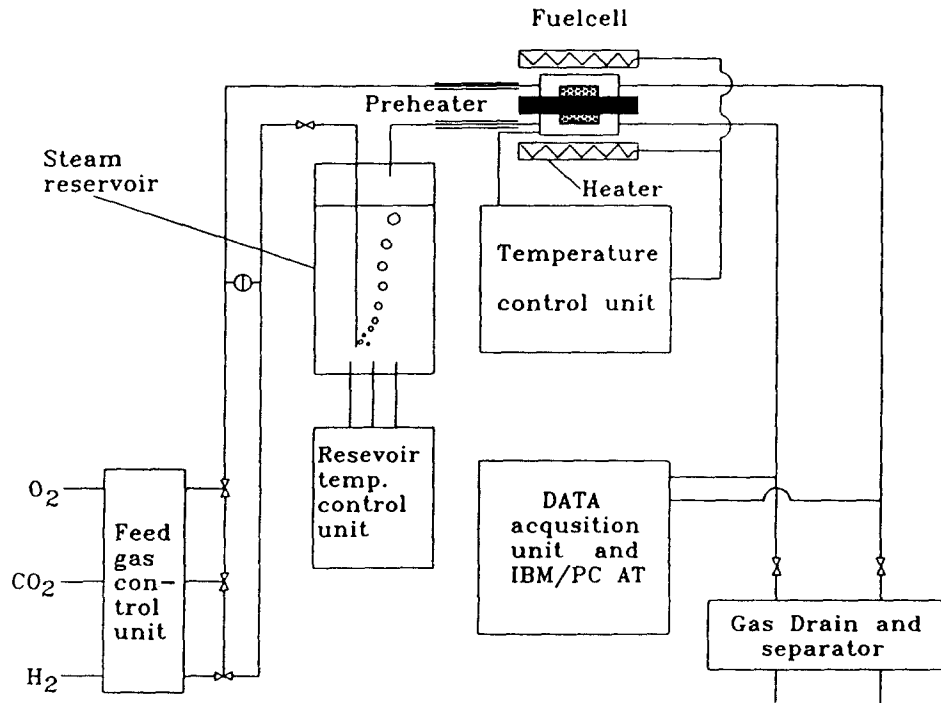 Fuelcell
Preheater
Steam
reservoir
Heater
Temperature
control unit
Resevoir
temp.
control
unit
O2
CO2
H2
Feed
gas
con-
trol
unit
DATA
acqusition
unit and
IBM/PC AT
Gas Drain and
separator